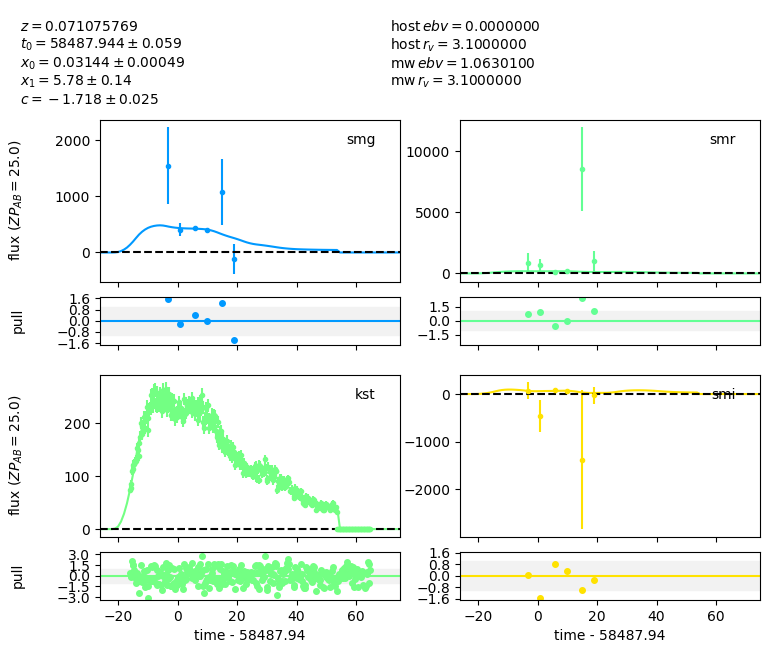 z = 0.071075769
t0 = 58487.944 ± 0.059
x0 = 0.03144 ± 0.00049
x1 = 5.78 ± 0.14
c = −1.718 ± 0.025
host ebv = 0.0000000
host rv = 3.1000000
mw ebv = 1.0630100
mw rv = 3.1000000
flux (ZPAB = 25.0)
2000
1000
0
smg
10000
5000
0
smr
pull
1.6
0.8
0.0
−0.8
−1.6
1.5
0.0
−1.5
flux (ZPAB = 25.0)
200
100
0
kst
0
−1000
−2000
smi
pull
3.0
1.5
0.0
−1.5
−3.0
1.6
0.8
0.0
−0.8
−1.6
−20 0 20 40 60
−20 0 20 40 60
time - 58487.94
time - 58487.94